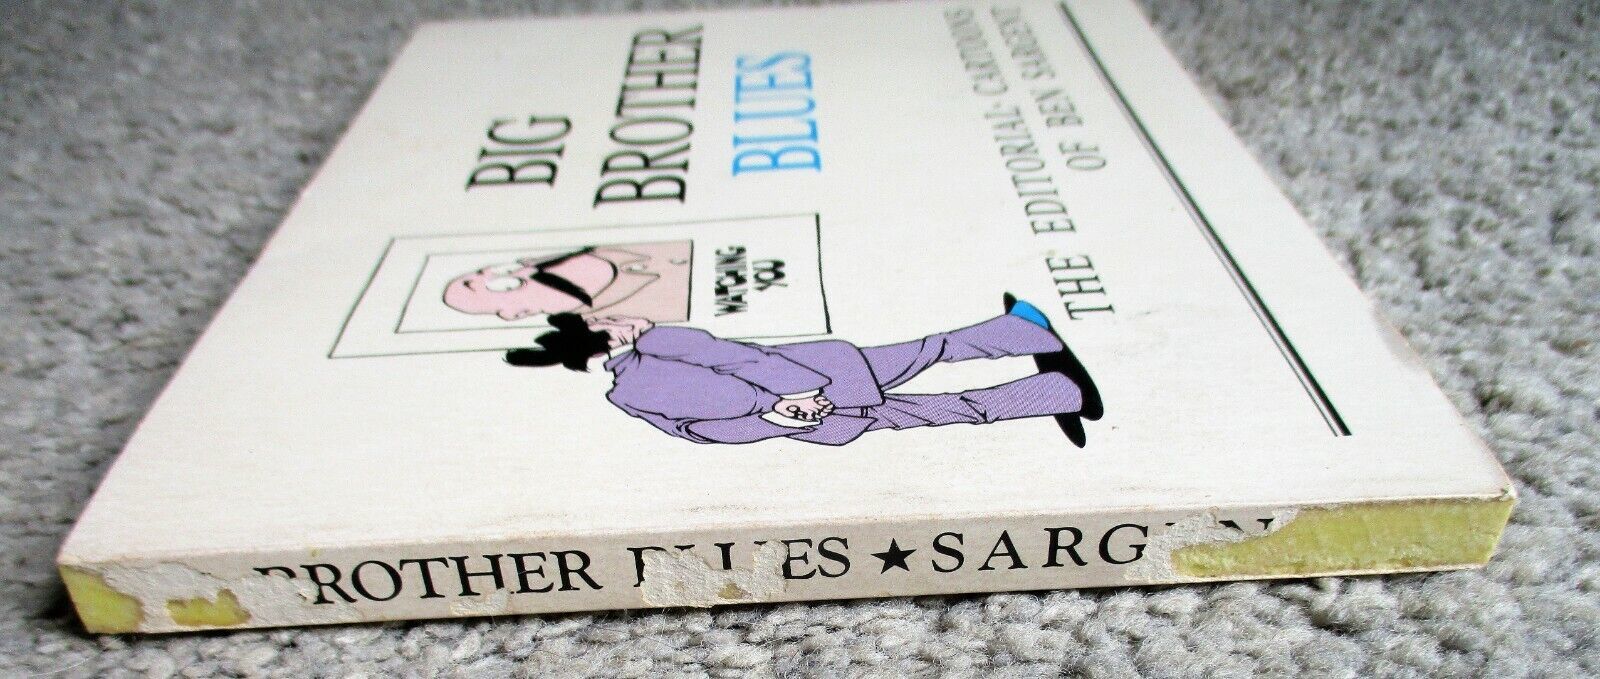 BIG
BROTHER
BLUES
WATCHING
YOU
THE EDITORIAL CARTOONS
OF BEN SARGENT
BROTHER BLUES ★ SARG